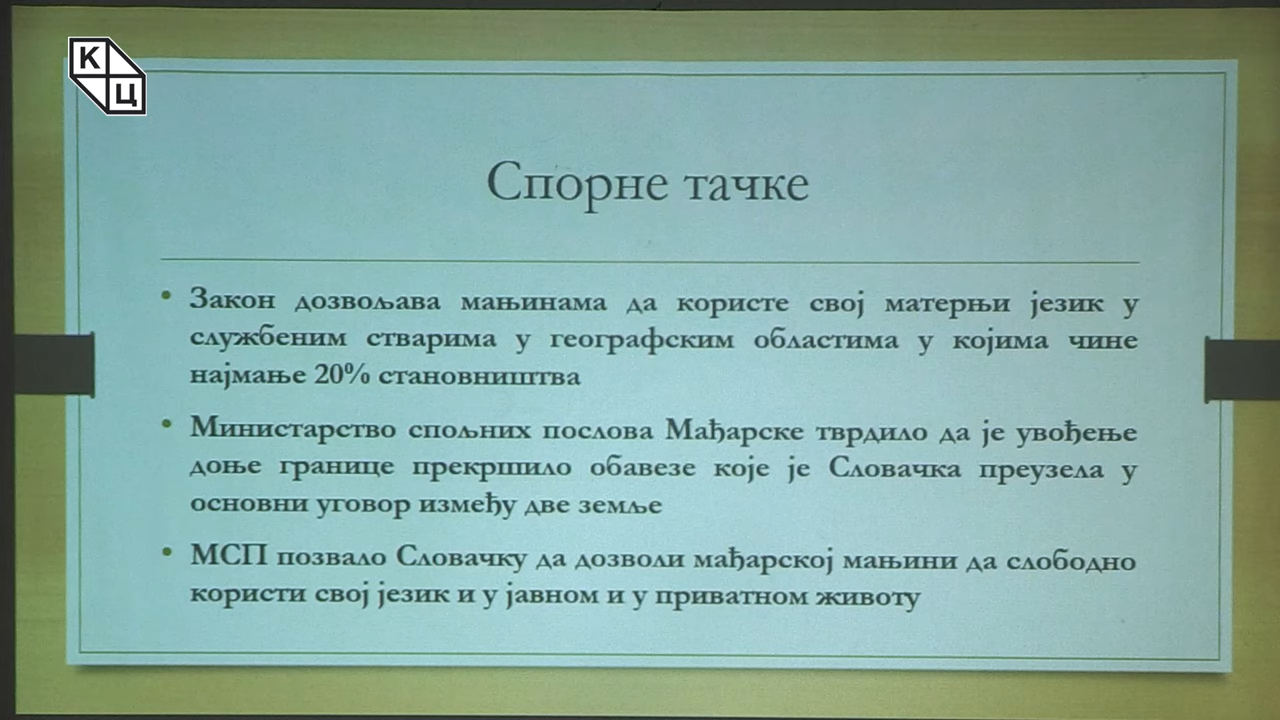 К
Ц
Спорне тачке
• Закон дозвољава мањинама да користе свој матерњи језик у
службеним стварима у географским областима у којима чине
најмање 20% становништва
• Министарство спољних послова Мађарске тврдило да је увођење
доње границе прекршило обавезе које је Словачка преузела у
основни уговор између две земље
• МСП позвало Словачку да дозволи мађарској мањини да слободно
користи свој језик и у јавном и у приватном животу